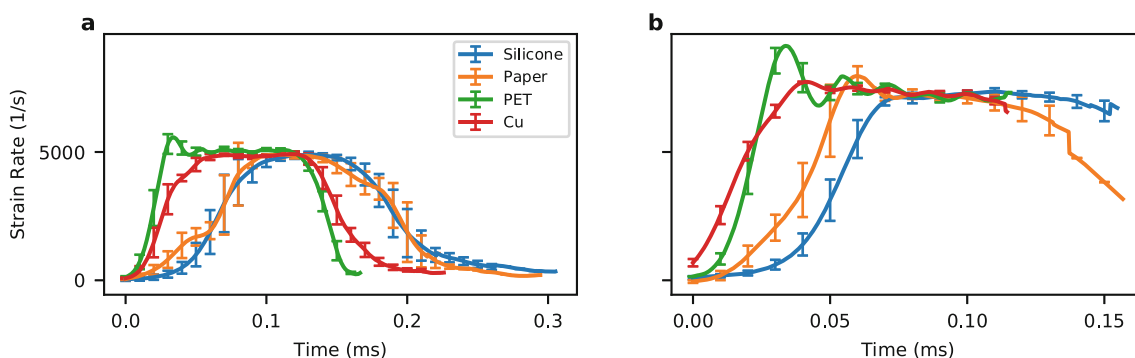 a
b
Silicone
Paper
PET
Cu
Strain Rate (1/s)
5000
0
0.0 0.1 0.2 0.3
0.00 0.05 0.10 0.15
Time (ms)
Time (ms)